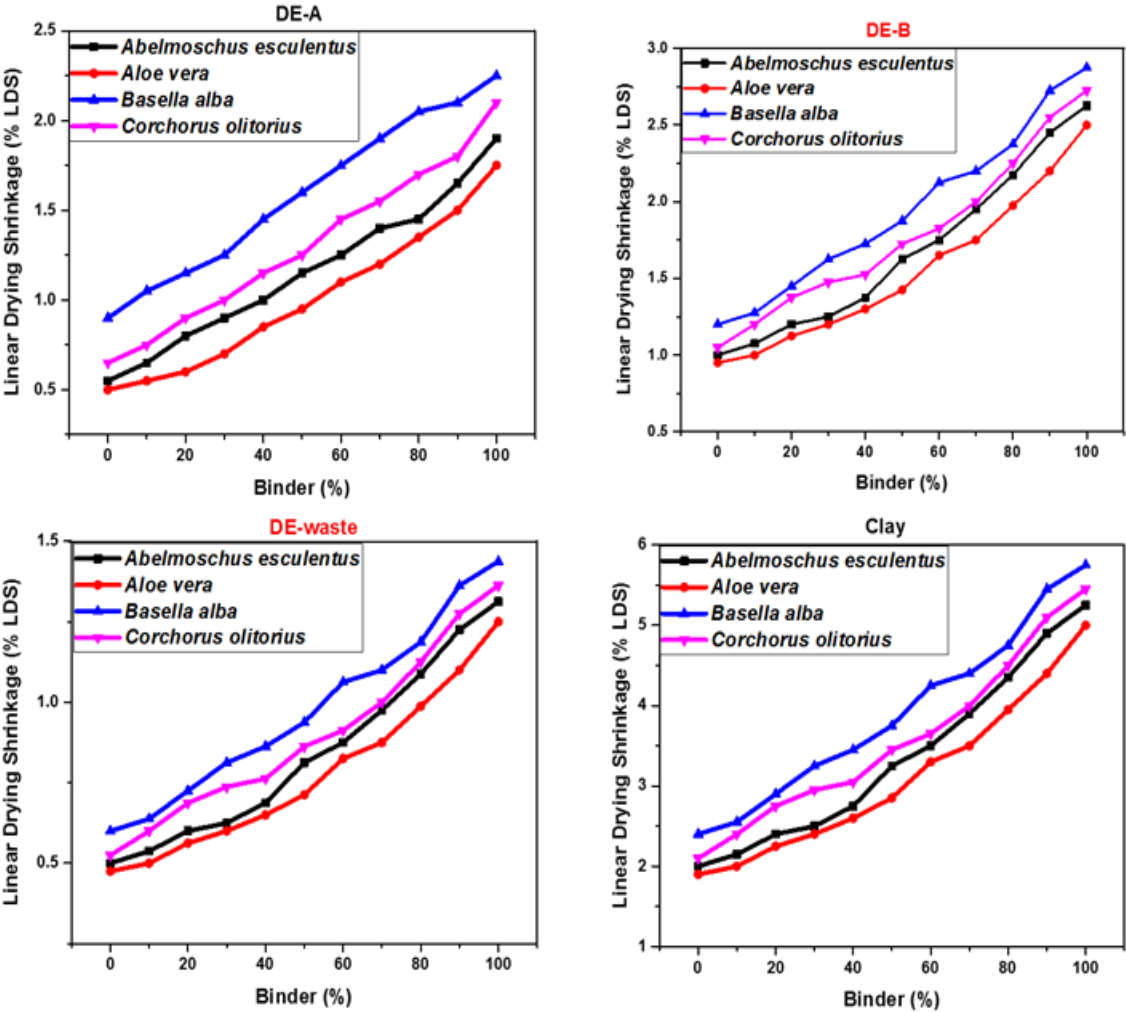 DE-A
Linear Drying Shrinkage (% LDS)
2.5
2.0
1.5
1.0
0.5
Abelmoschus esculentus
Aloe vera
Basella alba
Corchorus olitorius
0 20 40 60 80 100
Binder (%)
DE-B
Linear Drying Shrinkage (% LDS)
3.0
2.5
2.0
1.5
1.0
0.5
Abelmoschus esculentus
Aloe vera
Basella alba
Corchorus olitorius
0 20 40 60 80 100
Binder (%)
DE-waste
Linear Drying Shrinkage (% LDS)
1.5
1.0
0.5
Abelmoschus esculentus
Aloe vera
Basella alba
Corchorus olitorius
0 20 40 60 80 100
Binder (%)
Clay
Linear Drying Shrinkage (% LDS)
6
5
4
3
2
1
Abelmoschus esculentus
Aloe vera
Basella alba
Corchorus olitorius
0 20 40 60 80 100
Binder (%)